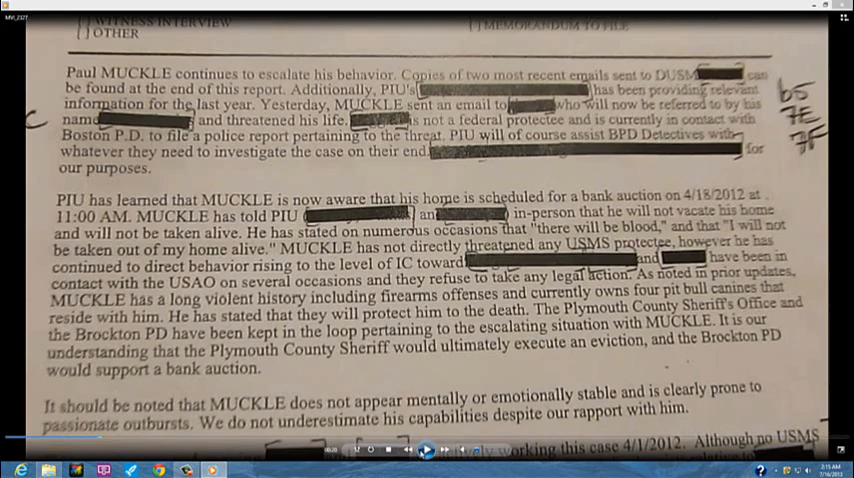 MVI_2327
[ ] WITNESS INTERVIEW [ ] MEMORANDUM TO FILE
[ ] OTHER
Paul MUCKLE continues to escalate his behavior. Copies of two most recent emails sent to DUSM can
be found at the end of this report. Additionally, PIU's has been providing relevant
information for the last year. Yesterday, MUCKLE sent an email to who will now be referred to by his
name and threatened his life. is not a federal protectee and is currently in contact with
Boston P.D. to file a police report pertaining to the threat. PIU will of course assist BPD Detectives with
whatever they need to investigate the case on their end. for
our purposes.
b5
7E
7F
C
PIU has learned that MUCKLE is now aware that his home is scheduled for a bank auction on 4/18/2012 at
11:00 AM. MUCKLE has told PIU ( and ) in-person that he will not vacate his home
and will not be taken alive. He has stated on numerous occasions that "there will be blood," and that "I will not
be taken out of my home alive." MUCKLE has not directly threatened any USMS protectee, however he has
continued to direct behavior rising to the level of IC toward and have been in
contact with the USAO on several occasions and they refuse to take any legal action. As noted in prior updates,
MUCKLE has a long violent history including firearms offenses and currently owns four pit bull canines that
reside with him. He has stated that they will protect him to the death. The Plymouth County Sheriff's Office and
the Brockton PD have been kept in the loop pertaining to the escalating situation with MUCKLE. It is our
understanding that the Plymouth County Sheriff would ultimately execute an eviction, and the Brockton PD
would support a bank auction.
It should be noted that MUCKLE does not appear mentally or emotionally stable and is clearly prone to
passionate outbursts. We do not underestimate his capabilities despite our rapport with him.
working this case 4/1/2012. Although no USMS
00:20
2:15 AM
7/16/2013